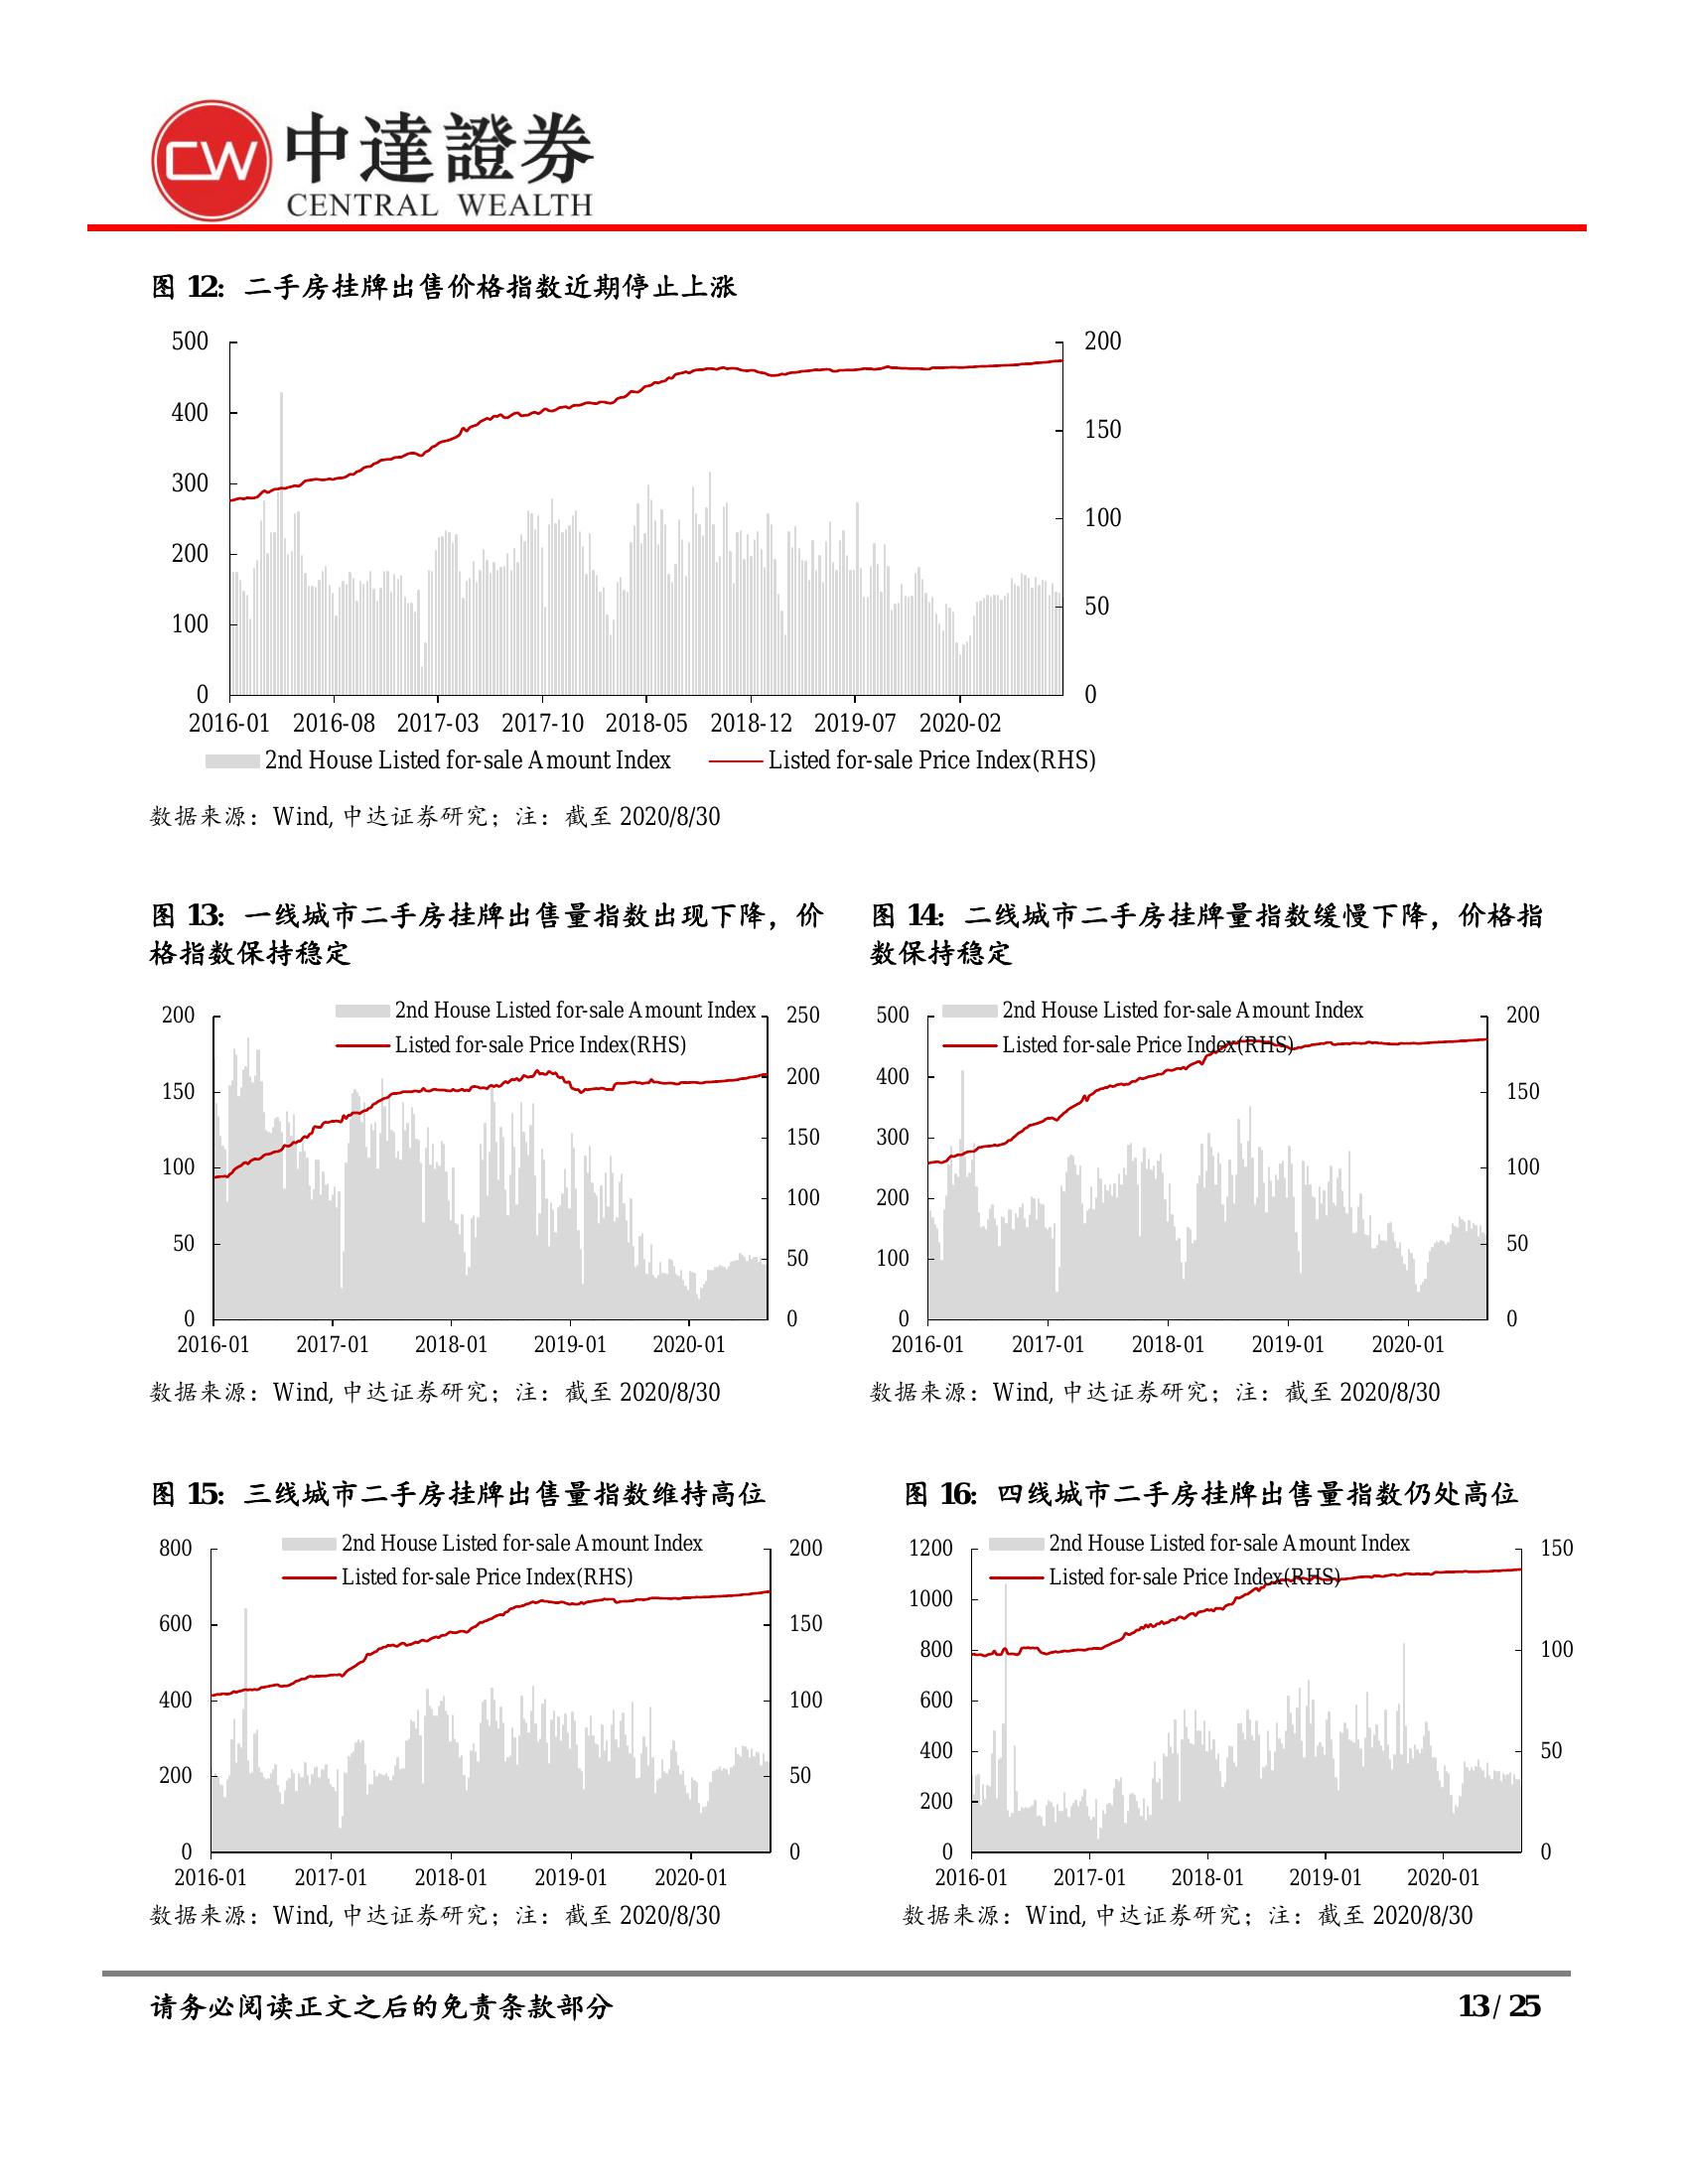 CW 中達證券
CENTRAL WEALTH
图 12: 二手房挂牌出售价格指数近期停止上涨
500
400
300
200
100
0
200
150
100
50
0
2016-01 2016-08 2017-03 2017-10 2018-05 2018-12 2019-07 2020-02
2nd House Listed for-sale Amount Index Listed for-sale Price Index(RHS)
数据来源：Wind, 中达证券研究；注：截至 2020/8/30
图 13: 一线城市二手房挂牌出售量指数出现下降，价
格指数保持稳定
2nd House Listed for-sale Amount Index
Listed for-sale Price Index(RHS)
200
150
100
50
0
250
200
150
100
50
0
2016-01 2017-01 2018-01 2019-01 2020-01
数据来源：Wind, 中达证券研究；注：截至 2020/8/30
图 14: 二线城市二手房挂牌量指数缓慢下降，价格指
数保持稳定
2nd House Listed for-sale Amount Index
Listed for-sale Price Index(RHS)
500
400
300
200
100
0
200
150
100
50
0
2016-01 2017-01 2018-01 2019-01 2020-01
数据来源：Wind, 中达证券研究；注：截至 2020/8/30
图 15: 三线城市二手房挂牌出售量指数维持高位
2nd House Listed for-sale Amount Index
Listed for-sale Price Index(RHS)
800
600
400
200
0
200
150
100
50
0
2016-01 2017-01 2018-01 2019-01 2020-01
数据来源：Wind, 中达证券研究；注：截至 2020/8/30
图 16: 四线城市二手房挂牌出售量指数仍处高位
2nd House Listed for-sale Amount Index
Listed for-sale Price Index(RHS)
1200
1000
800
600
400
200
0
150
100
50
0
2016-01 2017-01 2018-01 2019-01 2020-01
数据来源：Wind, 中达证券研究；注：截至 2020/8/30
请务必阅读正文之后的免责条款部分
13 / 25